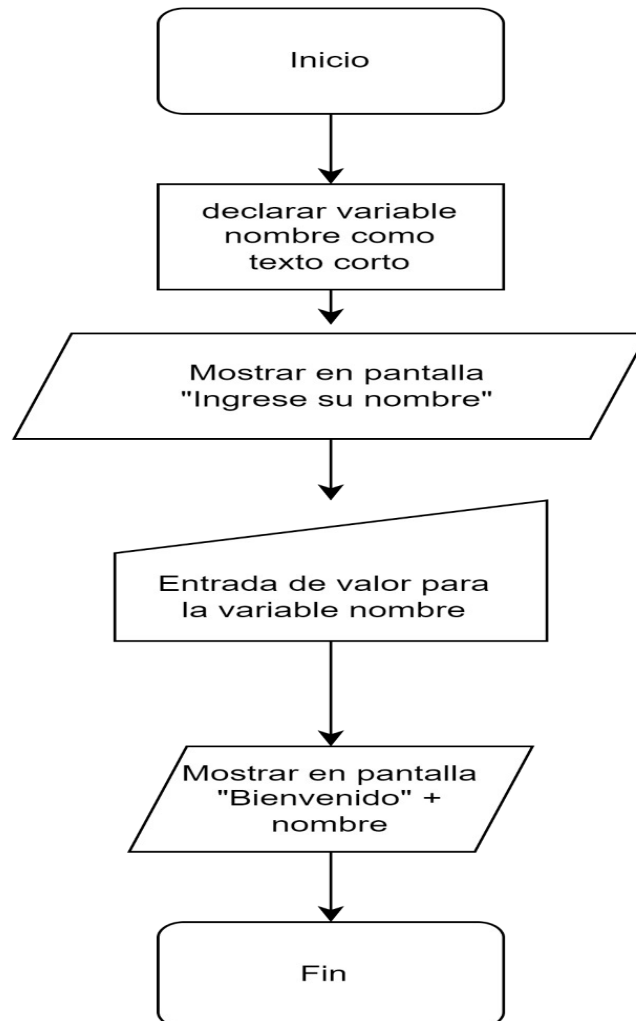 Inicio
declarar variable
nombre como
texto corto
Mostrar en pantalla
"Ingrese su nombre"
Entrada de valor para
la variable nombre
Mostrar en pantalla
"Bienvenido" +
nombre
Fin